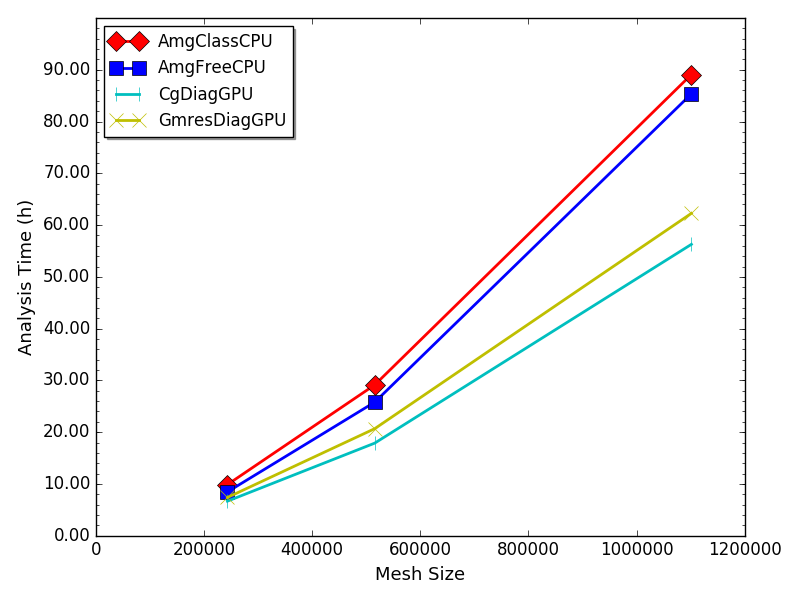 AmgClassCPU
AmgFreeCPU
CgDiagGPU
GmresDiagGPU
90.00
80.00
70.00
60.00
50.00
40.00
30.00
20.00
10.00
0.00
Analysis Time (h)
0 200000 400000 600000 800000 1000000 1200000
Mesh Size